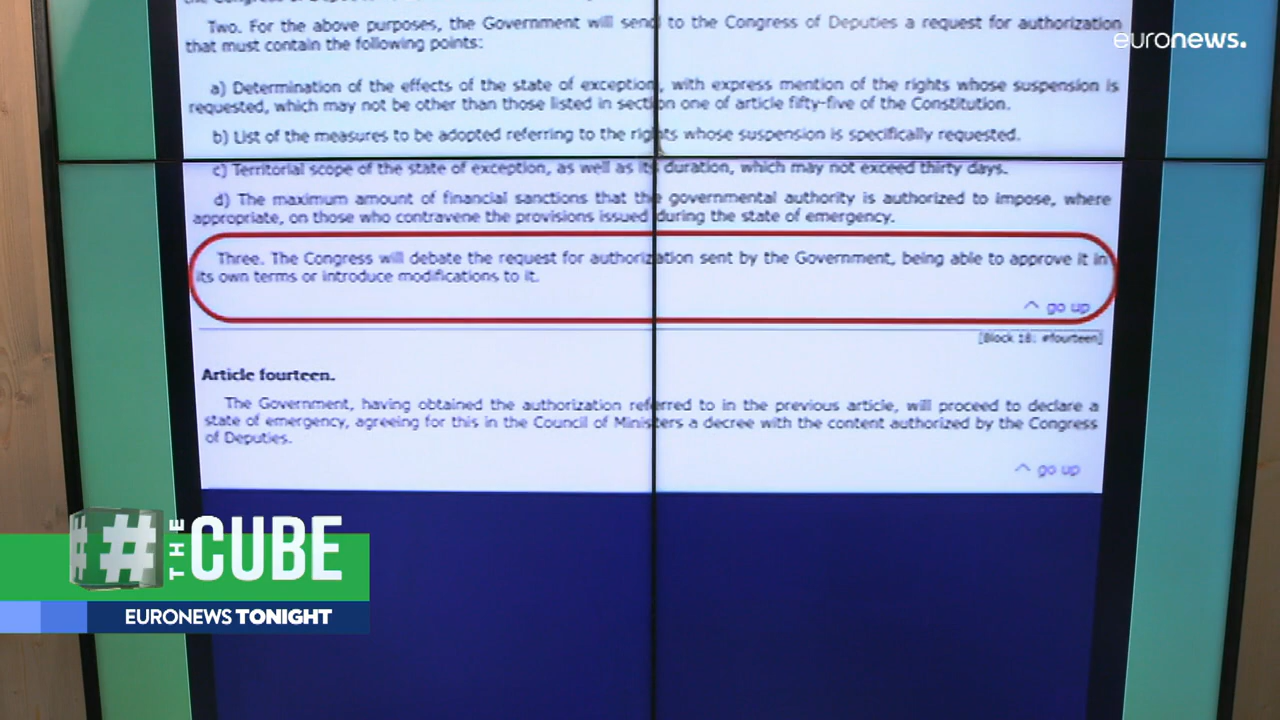 Two. For the above purposes, the Government will send to the Congress of Deputies a request for authorization
that must contain the following points:
euronews.
a) Determination of the effects of the state of exception, with express mention of the rights whose suspension is
requested, which may not be other than those listed in section one of article fifty-five of the Constitution.
b) List of the measures to be adopted referring to the rights whose suspension is specifically requested.
c) Territorial scope of the state of exception, as well as its duration, which may not exceed thirty days.
d) The maximum amount of financial sanctions that the governmental authority is authorized to impose, where
appropriate, on those who contravene the provisions issued during the state of emergency.
Three. The Congress will debate the request for authorization sent by the Government, being able to approve it in
its own terms or introduce modifications to it.
^ go up
[Block 18: #fourteen]
Article fourteen.
The Government, having obtained the authorization referred to in the previous article, will proceed to declare a
state of emergency, agreeing for this in the Council of Ministers a decree with the content authorized by the Congress
of Deputies.
^ go up
# THE CUBE
EURONEWS TONIGHT